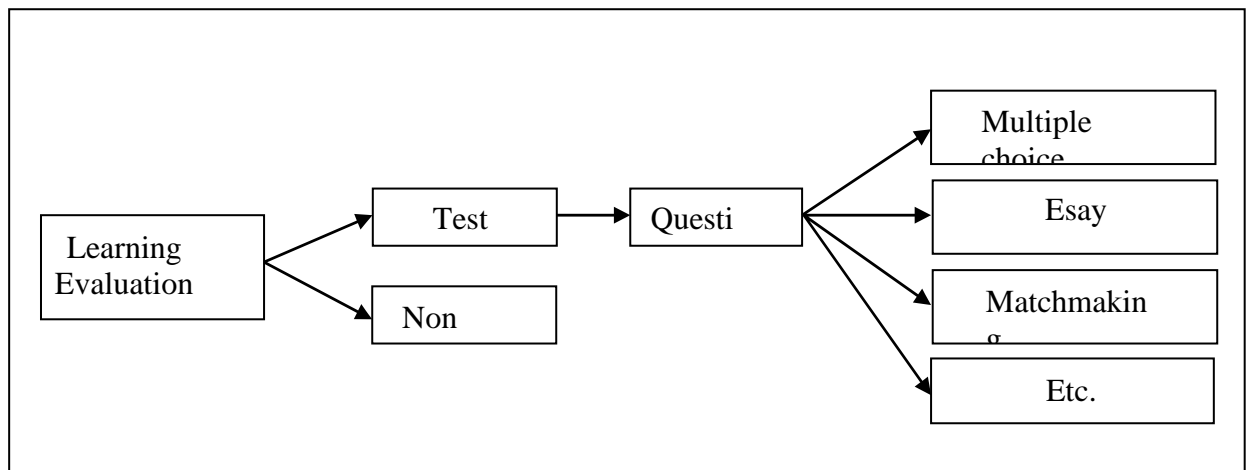 Learning
Evaluation
Test
Non
Questi
Multiple
choice
Esay
Matchmakin
g
Etc.